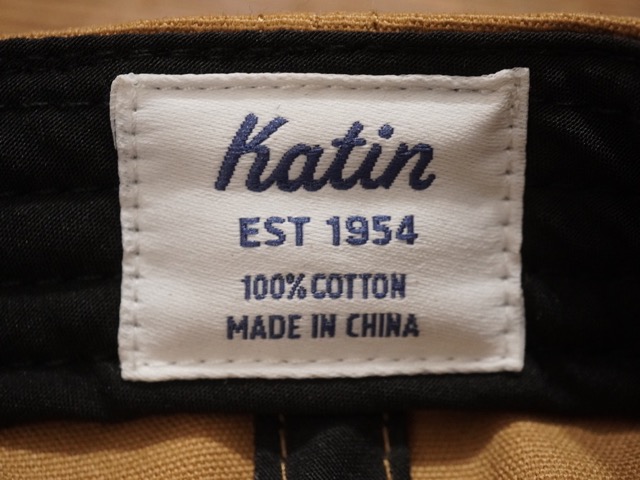 Katin
EST 1954
100% COTTON
MADE IN CHINA